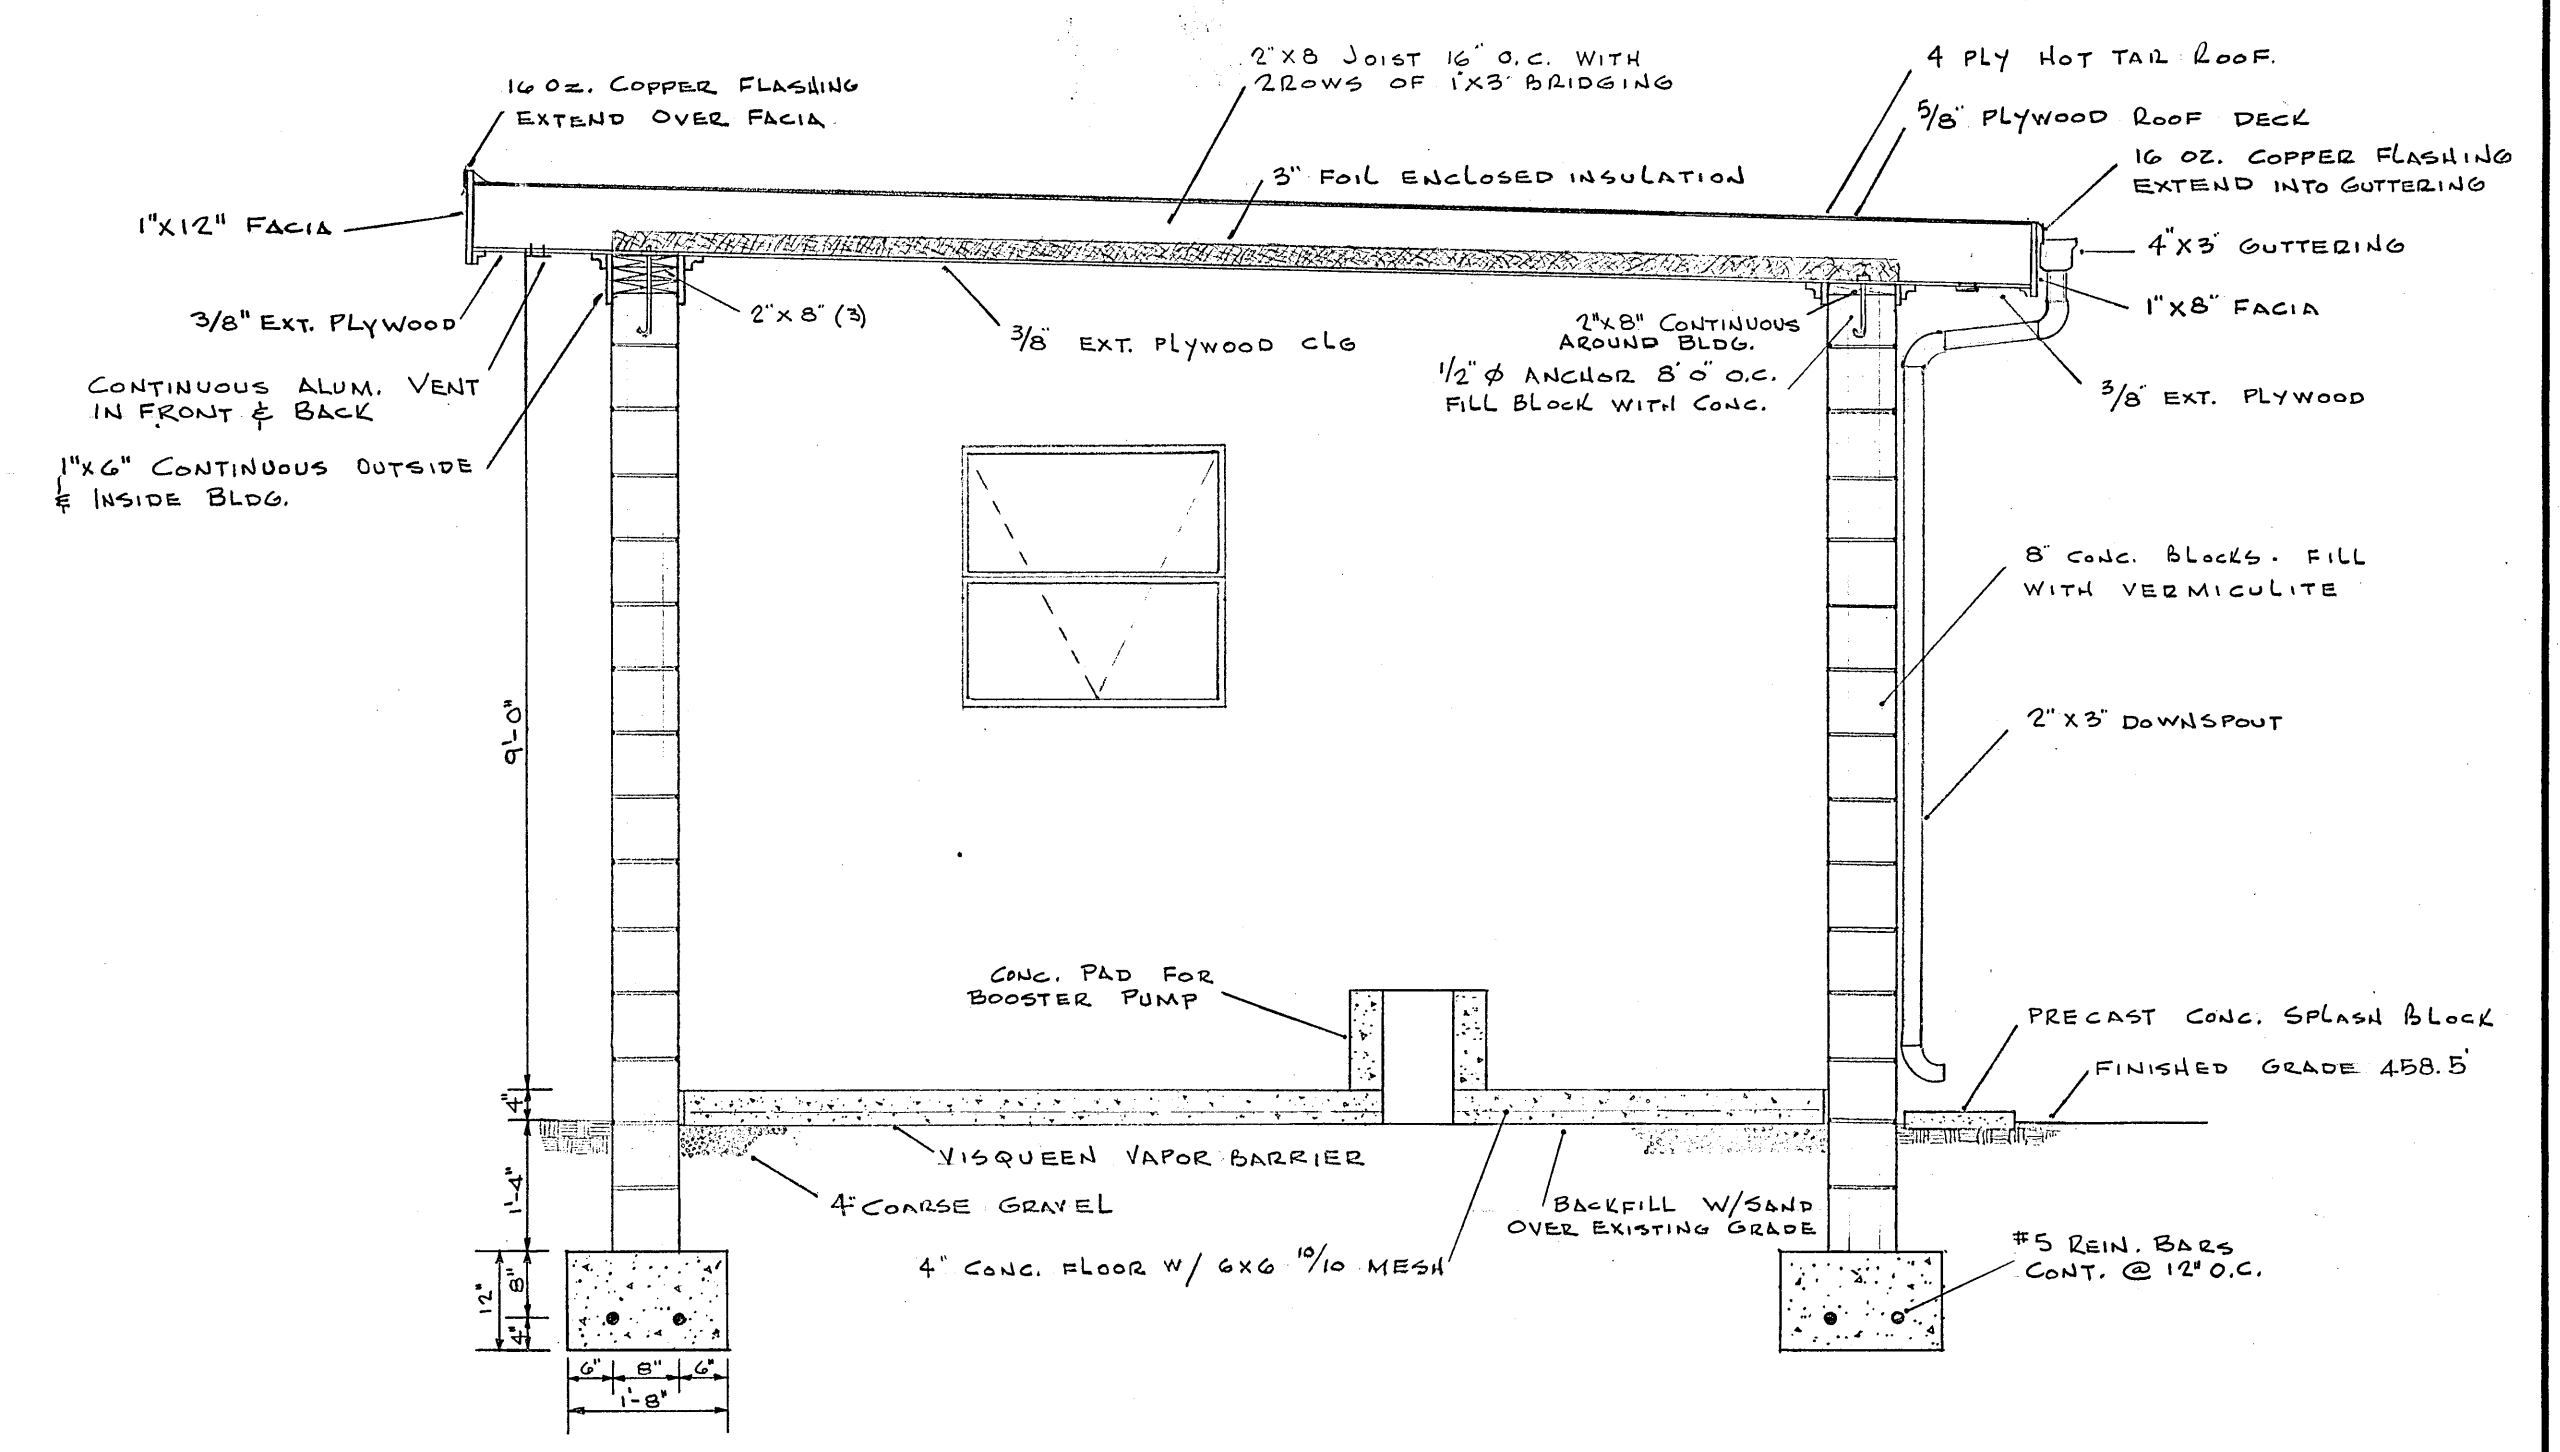 16 OZ. COPPER FLASHING
EXTEND OVER FACIA
2"X8 JOIST 16" O.C. WITH
2 ROWS OF 1"X3" BRIDGING
4 PLY HOT TAR ROOF.
5/8" PLYWOOD ROOF DECK
16 OZ. COPPER FLASHING
EXTEND INTO GUTTERING
3" FOIL ENCLOSED INSULATION
1"X12" FACIA
4"X3" GUTTERING
3/8" EXT. PLYWOOD
2"X8" (3)
3/8" EXT. PLYWOOD CLG
2"X8" CONTINUOUS
AROUND BLDG.
1"X8" FACIA
CONTINUOUS ALUM. VENT
IN FRONT & BACK
1/2" Ø ANCHOR 8'0" O.C.
FILL BLOCK WITH CONC.
3/8" EXT. PLYWOOD
1"X6" CONTINUOUS OUTSIDE
& INSIDE BLDG.
8" CONC. BLOCKS. FILL
WITH VERMICULITE
9'-0"
2"X3" DOWNSPOUT
CONC. PAD FOR
BOOSTER PUMP
PRECAST CONC. SPLASH BLOCK
FINISHED GRADE 458.5'
4"
VISQUEEN VAPOR BARRIER
1'-4"
4" COARSE GRAVEL
BACKFILL W/SAND
OVER EXISTING GRADE
4" CONC. FLOOR W/ 6X6 10/10 MESH
#5 REIN. BARS
CONT. @ 12" O.C.
12"
8"
4"
6" 8" 6"
1'-8"